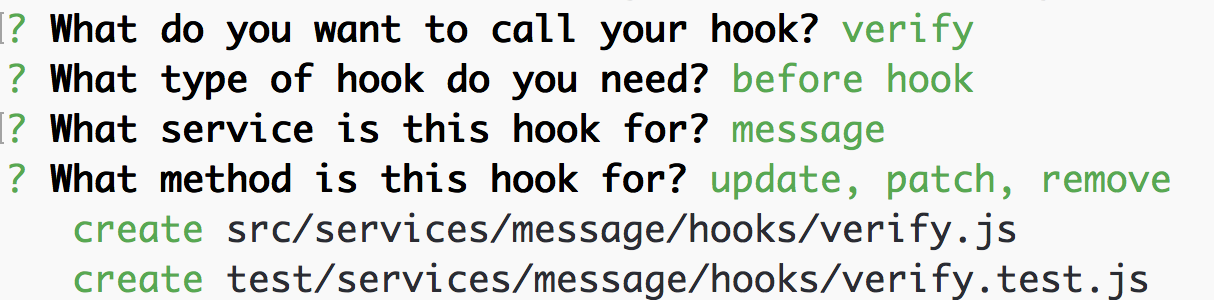 ? What do you want to call your hook? verify
? What type of hook do you need? before hook
? What service is this hook for? message
? What method is this hook for? update, patch, remove
create src/services/message/hooks/verify.js
create test/services/message/hooks/verify.test.js